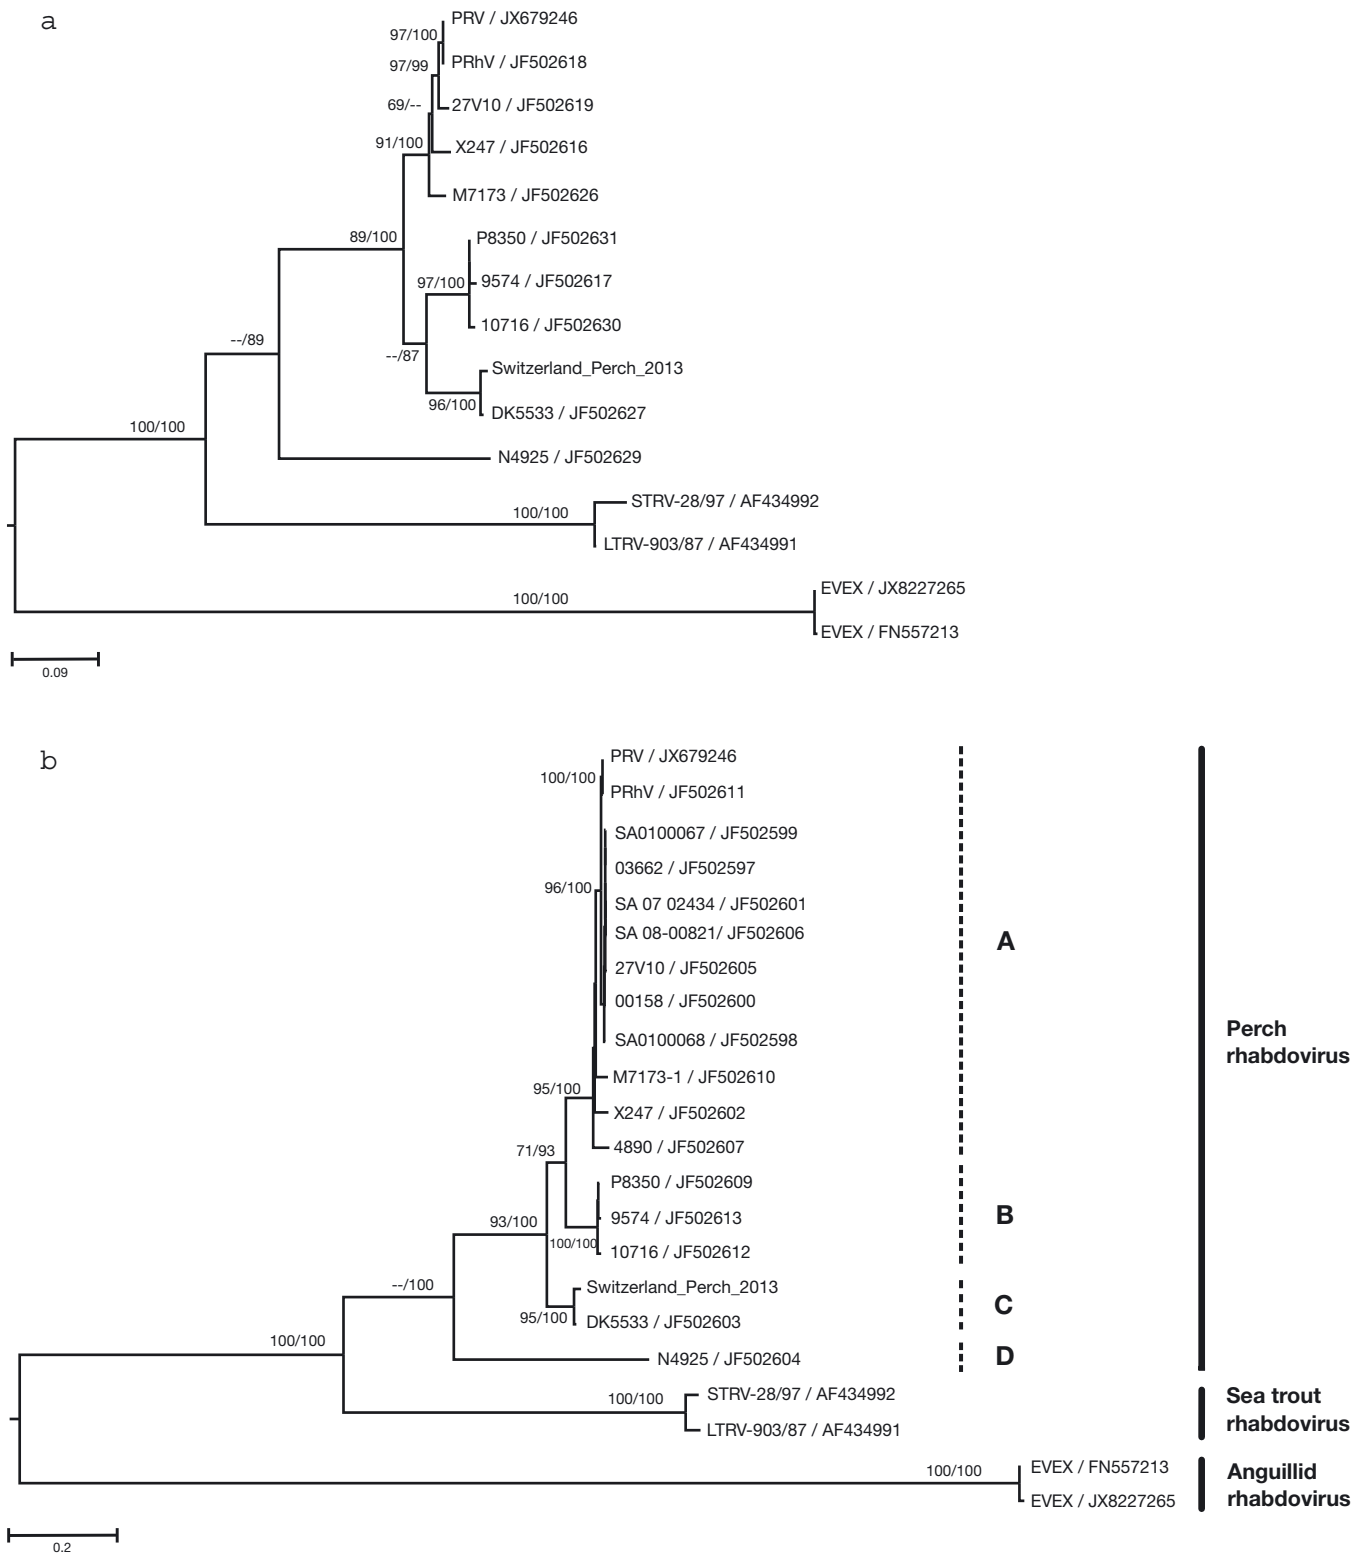 a
PRV / JX679246
97/100
PRhV / JF502618
97/99
27V10 / JF502619
69/--
91/100
X247 / JF502616
M7173 / JF502626
89/100
P8350 / JF502631
97/100
9574 / JF502617
10716 / JF502630
--/89
--/87
Switzerland_Perch_2013
96/100
DK5533 / JF502627
100/100
N4925 / JF502629
STRV-28/97 / AF434992
100/100
LTRV-903/87 / AF434991
EVEX / JX8227265
100/100
EVEX / FN557213
0.09
b
PRV / JX679246
100/100
PRhV / JF502611
SA0100067 / JF502599
03662 / JF502597
96/100
SA 07 02434 / JF502601
SA 08-00821/ JF502606
A
27V10 / JF502605
00158 / JF502600
Perch
rhabdovirus
SA0100068 / JF502598
M7173-1 / JF502610
95/100
X247 / JF502602
4890 / JF502607
71/93
P8350 / JF502609
9574 / JF502613
B
93/100
100/100
10716 / JF502612
--/100
Switzerland_Perch_2013
C
95/100
DK5533 / JF502603
100/100
N4925 / JF502604
D
STRV-28/97 / AF434992
100/100
LTRV-903/87 / AF434991
Sea trout
rhabdovirus
EVEX / FN557213
100/100
EVEX / JX8227265
Anguillid
rhabdovirus
0.2